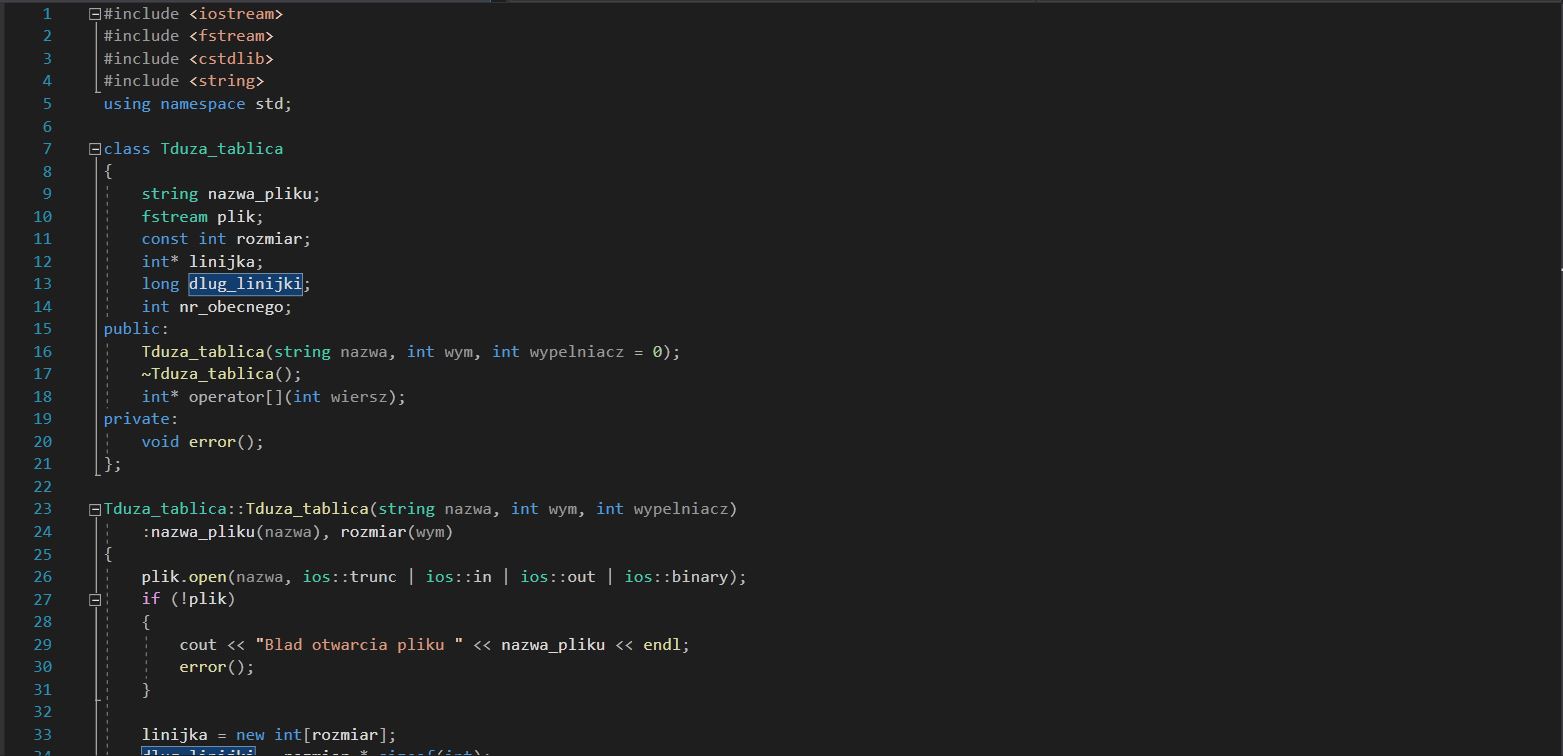 1 #include <iostream>
2 #include <fstream>
3 #include <cstdlib>
4 #include <string>
5 using namespace std;
6
7 class Tduza_tablica
8 {
9 string nazwa_pliku;
10 fstream plik;
11 const int rozmiar;
12 int* linijka;
13 long dlug_linijki;
14 int nr_obecnego;
15 public:
16 Tduza_tablica(string nazwa, int wym, int wypelniacz = 0);
17 ~Tduza_tablica();
18 int* operator[](int wiersz);
19 private:
20 void error();
21 };
22
23 Tduza_tablica::Tduza_tablica(string nazwa, int wym, int wypelniacz)
24 :nazwa_pliku(nazwa), rozmiar(wym)
25 {
26 plik.open(nazwa, ios::trunc | ios::in | ios::out | ios::binary);
27 if (!plik)
28 {
29 cout << "Blad otwarcia pliku " << nazwa_pliku << endl;
30 error();
31 }
32
33 linijka = new int[rozmiar];
34 dlug_linijki = rozmiar * sizeof(int);